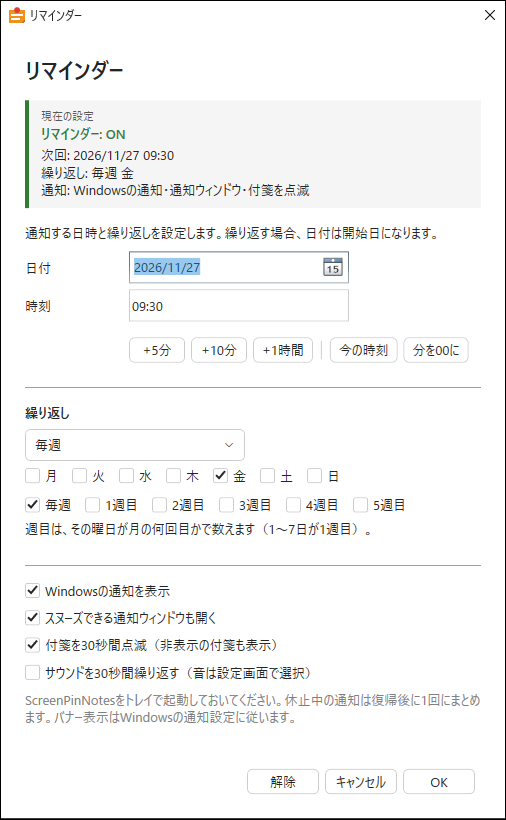 リマインダー
リマインダー
現在の設定
リマインダー: ON
次回: 2026/11/27 09:30
繰り返し: 毎週 金
通知: Windowsの通知・通知ウィンドウ・付箋を点滅
通知する日時と繰り返しを設定します。繰り返す場合、日付は開始日になります。
日付 2026/11/27 15
時刻 09:30
+5分 +10分 +1時間 今の時刻 分を00に
繰り返し
毎週
月 火 水 木 金 土 日
毎週 1週目 2週目 3週目 4週目 5週目
週目は、その曜日が月の何回目かで数えます（1～7日が1週目）。
Windowsの通知を表示
スヌーズできる通知ウィンドウも開く
付箋を30秒間点滅（非表示の付箋も表示）
サウンドを30秒間繰り返す（音は設定画面で選択）
ScreenPinNotesをトレイで起動しておいてください。休止中の通知は復帰後に1回にまとめ
ます。バナー表示はWindowsの通知設定に従います。
解除 キャンセル OK